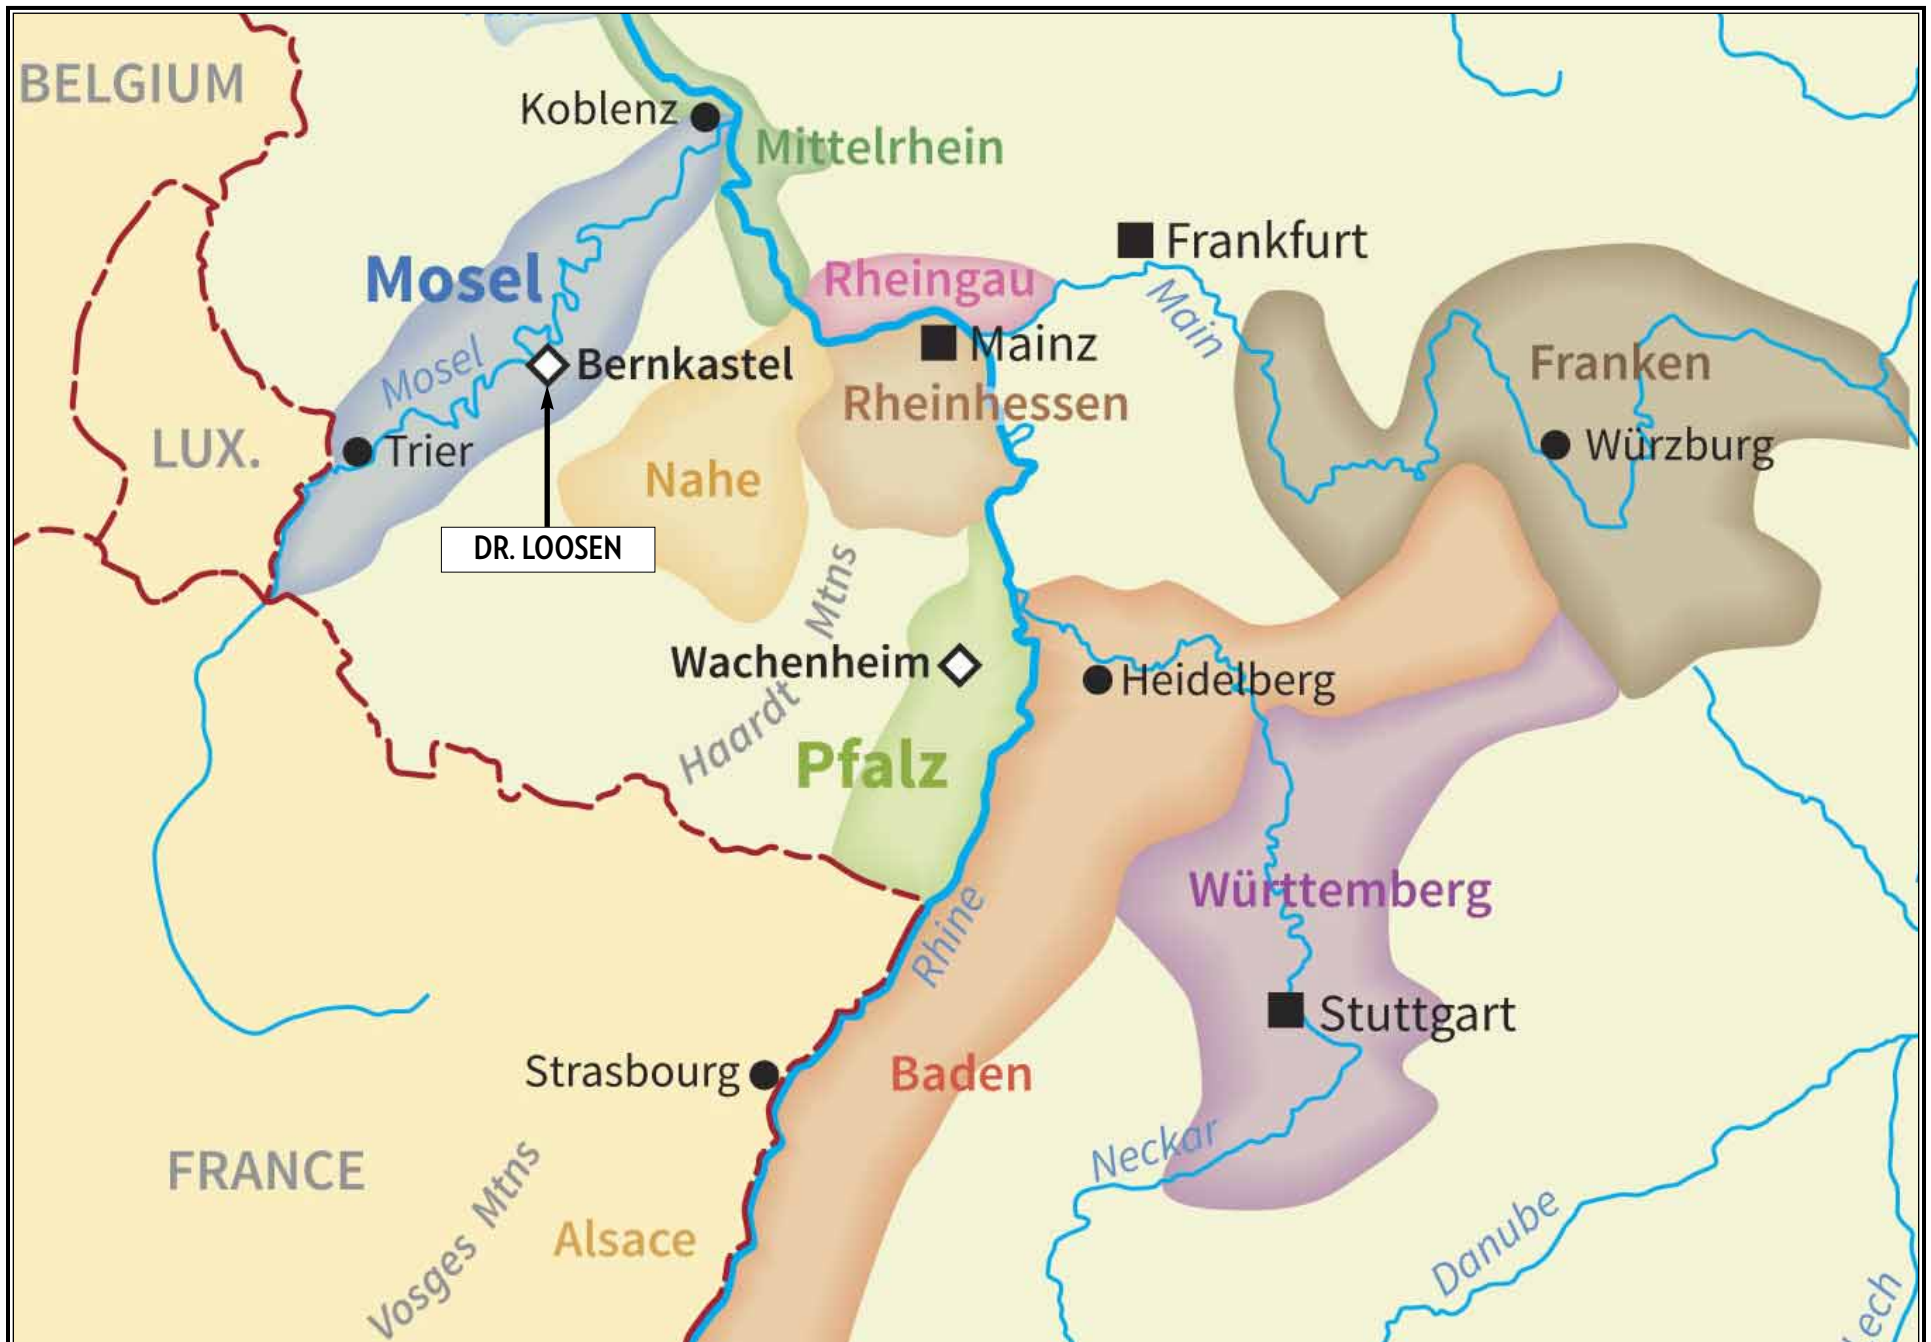 BELGIUM
Koblenz
Mittelrhein
Frankfurt
Mosel
Rheingau
Main
Mainz
Franken
Mosel
Bernkastel
Rheinhessen
LUX.
Trier
Würzburg
Nahe
DR. LOOSEN
Haardt Mtns
Wachenheim
Heidelberg
Pfalz
Württemberg
Rhine
Stuttgart
Strasbourg
Baden
Neckar
FRANCE
Vosges Mtns
Alsace
Danube
Lech